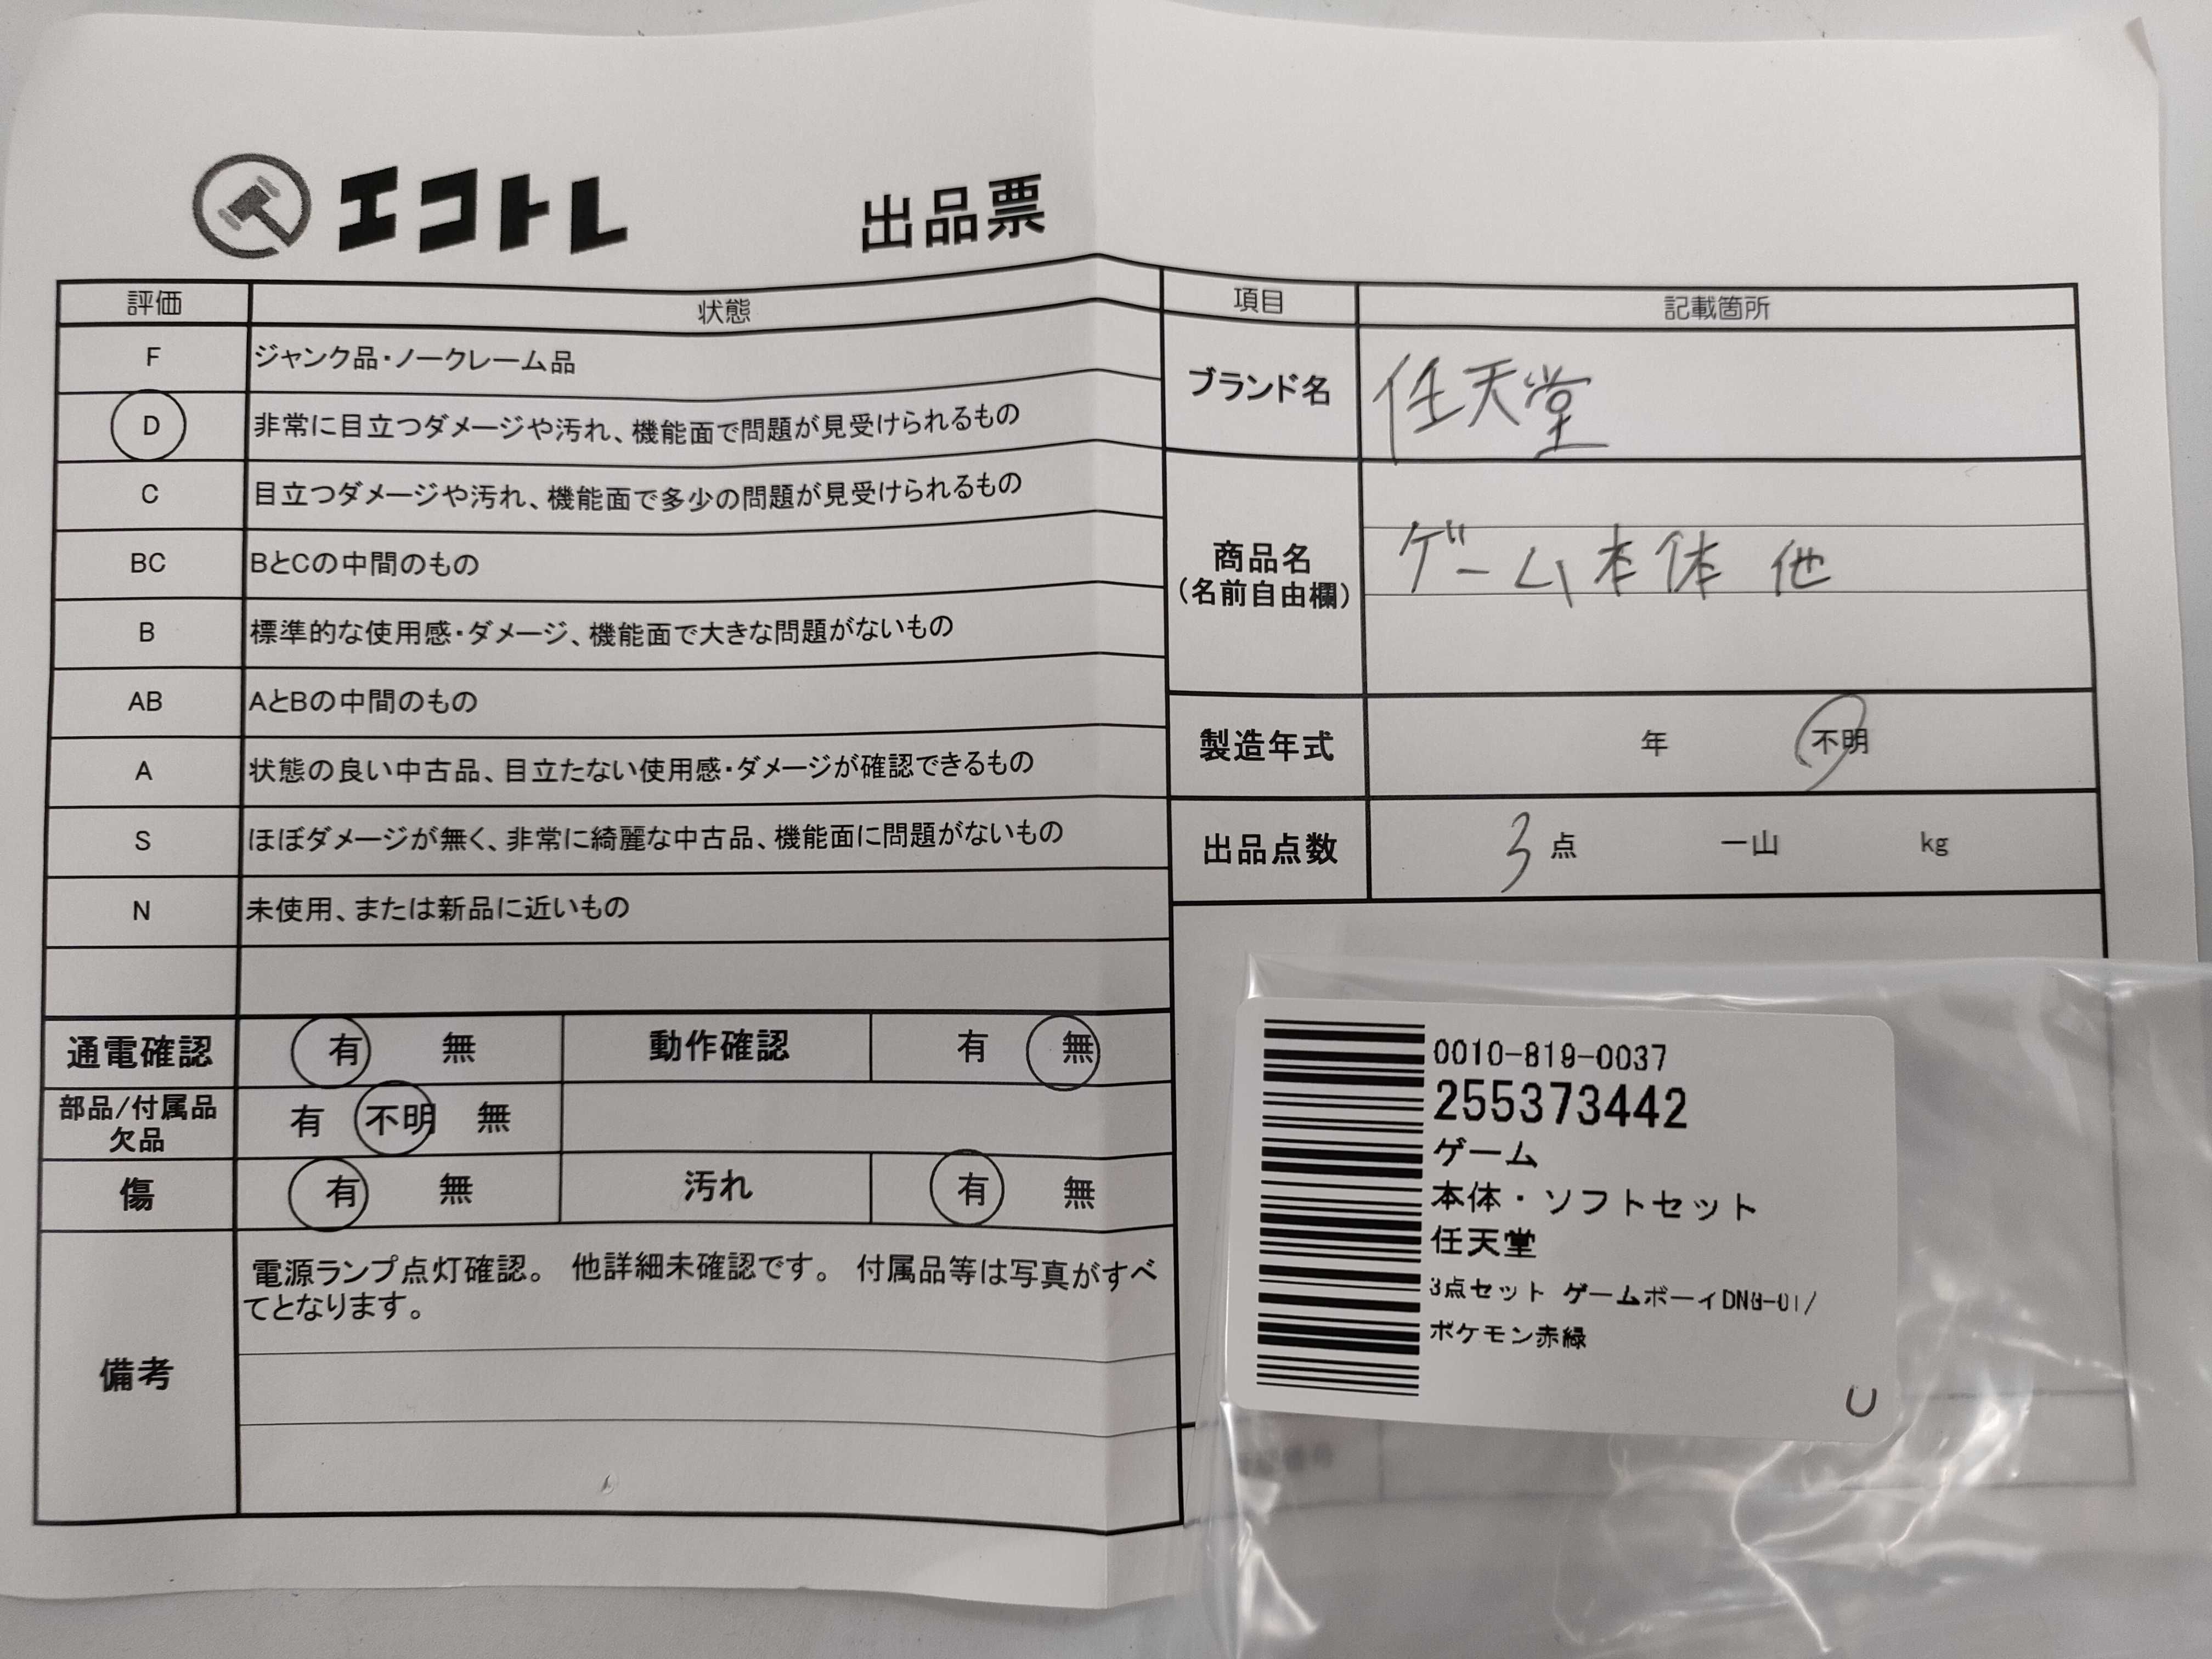 エコトレ 出品票
評価 状態
F ジャンク品・ノークレーム品
D 非常に目立つダメージや汚れ、機能面で問題が見受けられるもの
C 目立つダメージや汚れ、機能面で多少の問題が見受けられるもの
BC BとCの中間のもの
B 標準的な使用感・ダメージ、機能面で大きな問題がないもの
AB AとBの中間のもの
A 状態の良い中古品、目立たない使用感・ダメージが確認できるもの
S ほぼダメージが無く、非常に綺麗な中古品、機能面に問題がないもの
N 未使用、または新品に近いもの
通電確認 有 無 動作確認 有 無
部品/付属品
欠品 有 不明 無
傷 有 無 汚れ 有 無
備考
電源ランプ点灯確認。 他詳細未確認です。 付属品等は写真がすべ
てとなります。
項目 記載箇所
ブランド名 任天堂
商品名
(名前自由欄) ゲーム本体 他
製造年式 年 不明
出品点数 3 点 一山 kg
0010-819-0037
255373442
ゲーム
本体・ソフトセット
任天堂
3点セット ゲームボーイ
ポケモン赤緑
U